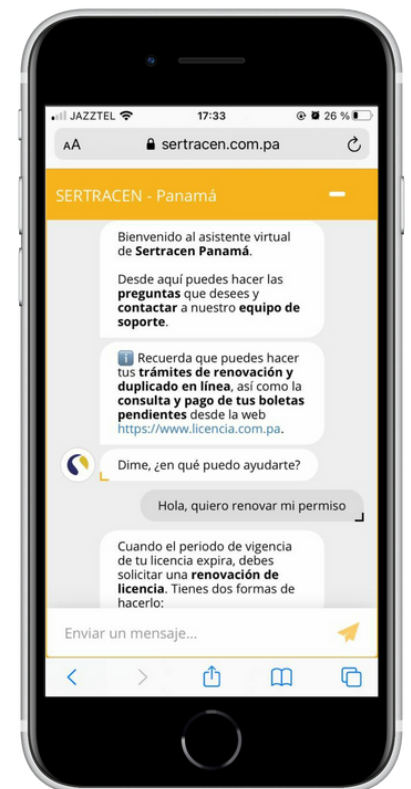 JAZZTEL 17:33 26 %
AA sertracen.com.pa
SERTRACEN - Panamá
Bienvenido al asistente virtual
de Sertracen Panamá.
Desde aquí puedes hacer las
preguntas que desees y
contactar a nuestro equipo de
soporte.
i Recuerda que puedes hacer
tus trámites de renovación y
duplicado en línea, así como la
consulta y pago de tus boletas
pendientes desde la web
https://www.licencia.com.pa.
Dime, ¿en qué puedo ayudarte?
Hola, quiero renovar mi permiso
Cuando el periodo de vigencia
de tu licencia expira, debes
solicitar una renovación de
licencia. Tienes dos formas de
hacerlo:
Enviar un mensaje...